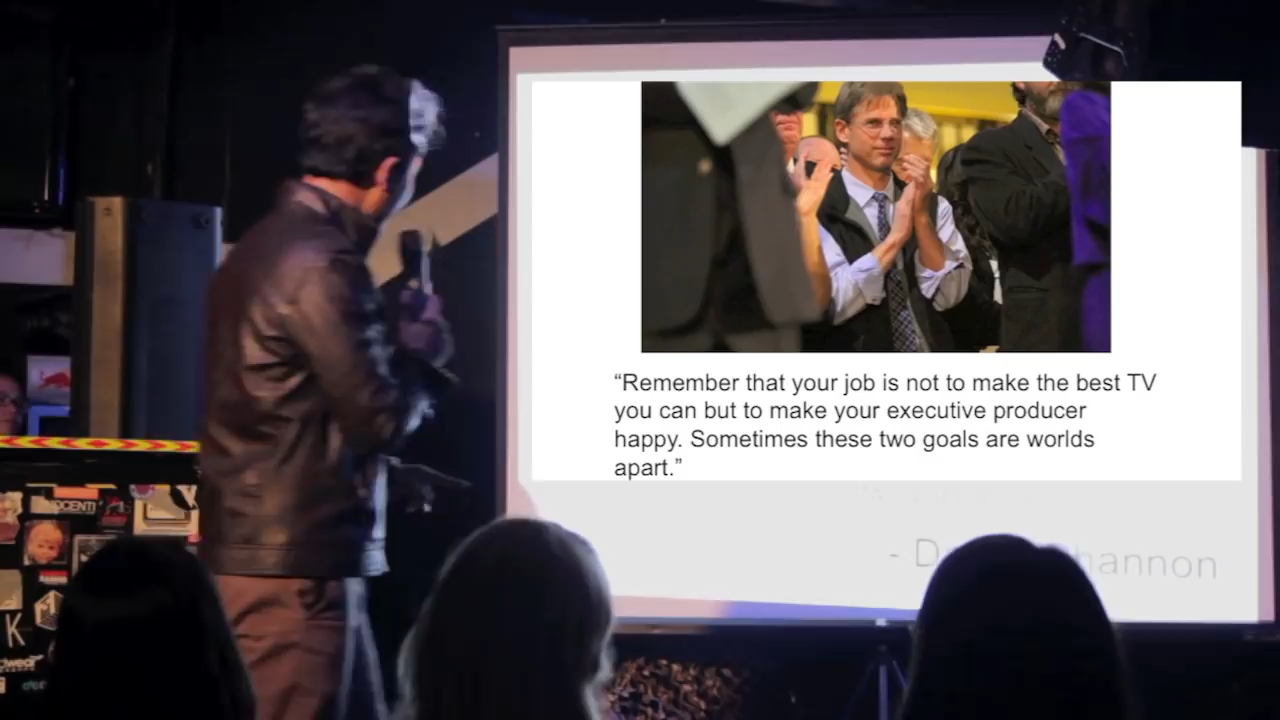 “Remember that your job is not to make the best TV
you can but to make your executive producer
happy. Sometimes these two goals are worlds
apart.”
K